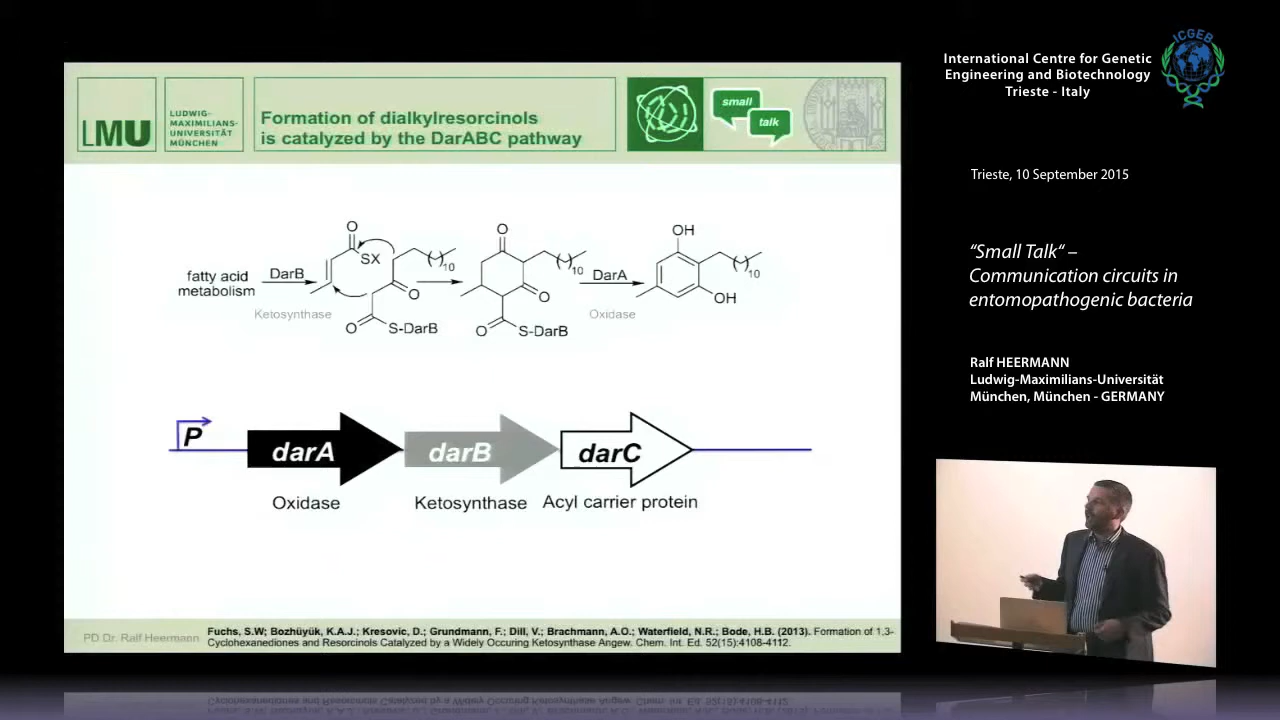 LMU
LUDWIG-
MAXIMILIANS-
UNIVERSITÄT
MÜNCHEN
Formation of dialkylresorcinols
is catalyzed by the DarABC pathway
small
talk
fatty acid
metabolism
DarB
Ketosynthase
O
SX
10
O
O
S-DarB
O
10
O
O
S-DarB
DarA
Oxidase
OH
10
OH
P
darA
darB
darC
Oxidase
Ketosynthase
Acyl carrier protein
PD Dr. Ralf Heermann
Fuchs, S.W; Bozhüyük, K.A.J.; Kresovic, D.; Grundmann, F.; Dill, V.; Brachmann, A.O.; Waterfield, N.R.; Bode, H.B. (2013). Formation of 1,3-
Cyclohexanediones and Resorcinols Catalyzed by a Widely Occuring Ketosynthase Angew. Chem. Int. Ed. 52(15):4108-4112.
International Centre for Genetic
Engineering and Biotechnology
Trieste - Italy
ICGEB
Trieste, 10 September 2015
“Small Talk“ –
Communication circuits in
entomopathogenic bacteria
Ralf HEERMANN
Ludwig-Maximilians-Universität
München, München - GERMANY